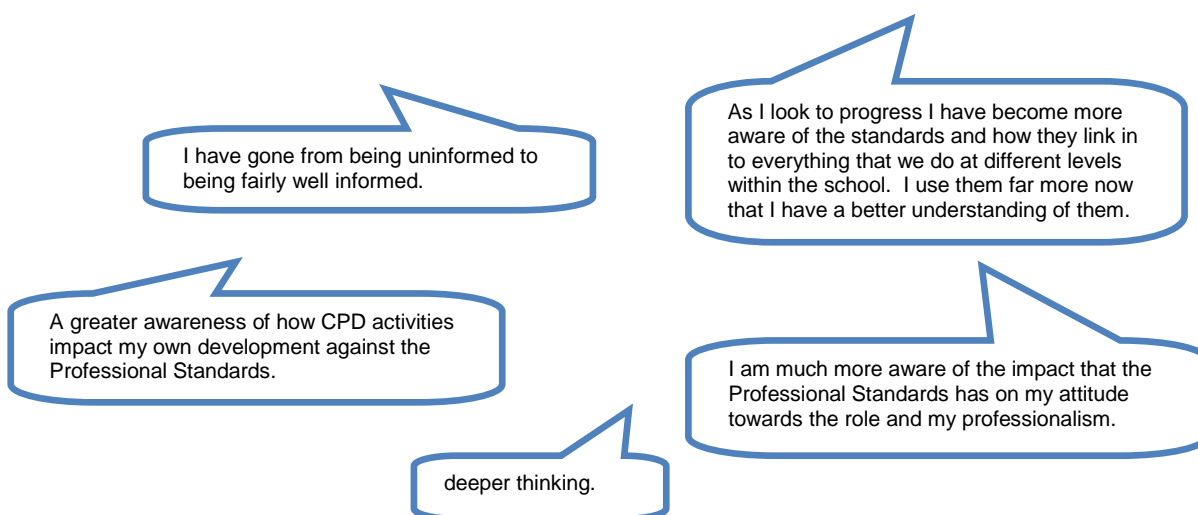 I have gone from being uninformed to
being fairly well informed.
As I look to progress I have become more
aware of the standards and how they link in
to everything that we do at different levels
within the school.  I use them far more now
that I have a better understanding of them.
A greater awareness of how CPD activities
impact my own development against the
Professional Standards.
I am much more aware of the impact that the
Professional Standards has on my attitude
towards the role and my professionalism.
deeper thinking.